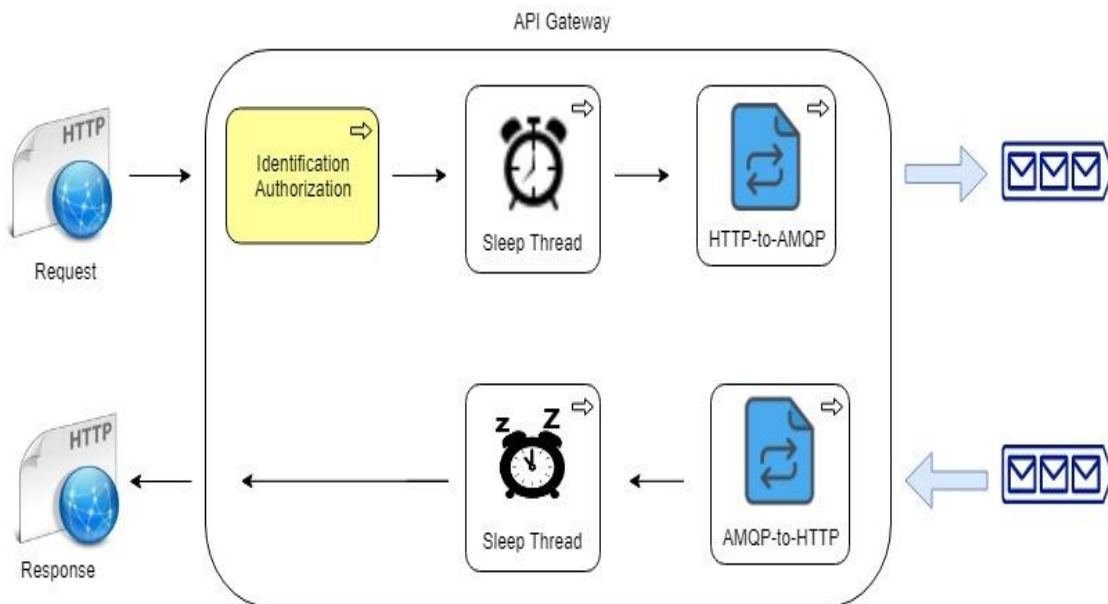 API Gateway
HTTP
Identification
Authorization
Request
Sleep Thread
HTTP-to-AMQP
HTTP
z Z
Response
Sleep Thread
AMQP-to-HTTP